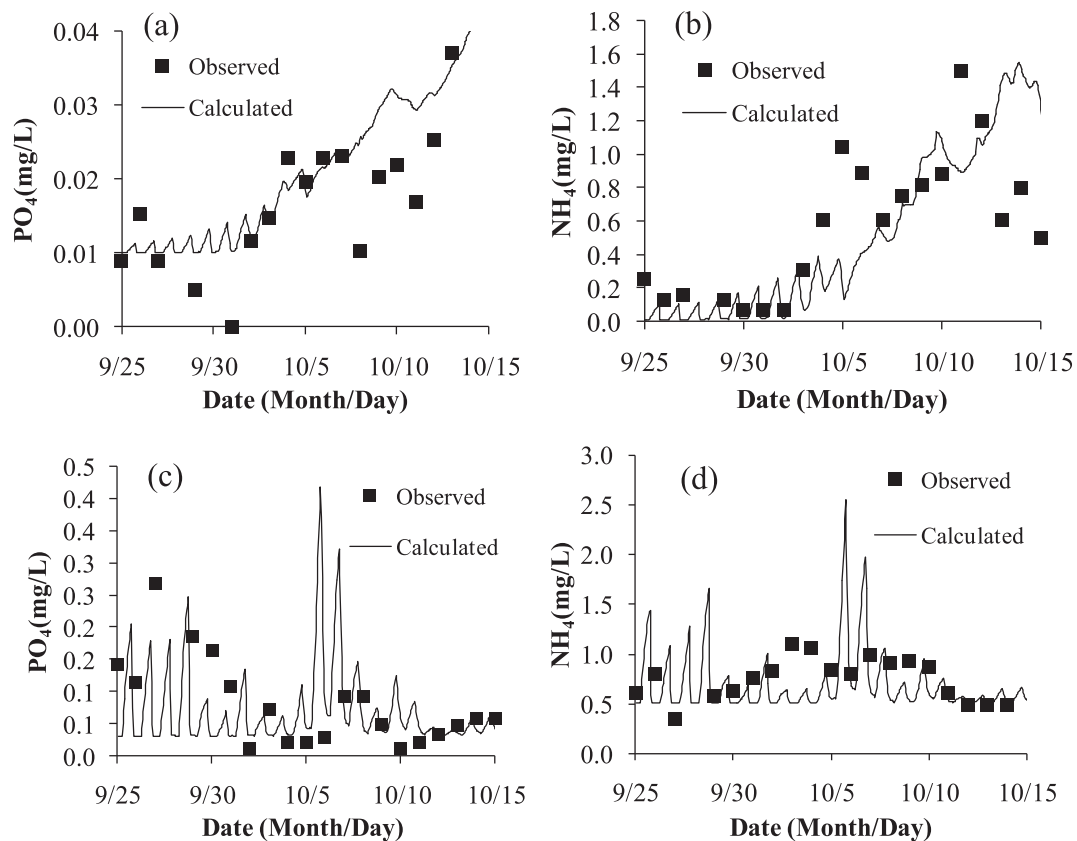 (a)
Observed
Calculated
PO₄(mg/L)
0.04
0.03
0.02
0.01
0.00
9/25 9/30 10/5 10/10 10/15
Date (Month/Day)
(b)
Observed
Calculated
NH₄(mg/L)
1.8
1.6
1.4
1.2
1.0
0.8
0.6
0.4
0.2
0.0
9/25 9/30 10/5 10/10 10/15
Date (Month/Day)
(c)
Observed
Calculated
PO₄(mg/L)
0.5
0.4
0.4
0.3
0.3
0.2
0.2
0.1
0.1
0.0
9/25 9/30 10/5 10/10 10/15
Date (Month/Day)
(d)
Observed
Calculated
NH₄(mg/L)
3.0
2.5
2.0
1.5
1.0
0.5
0.0
9/25 9/30 10/5 10/10 10/15
Date (Month/Day)